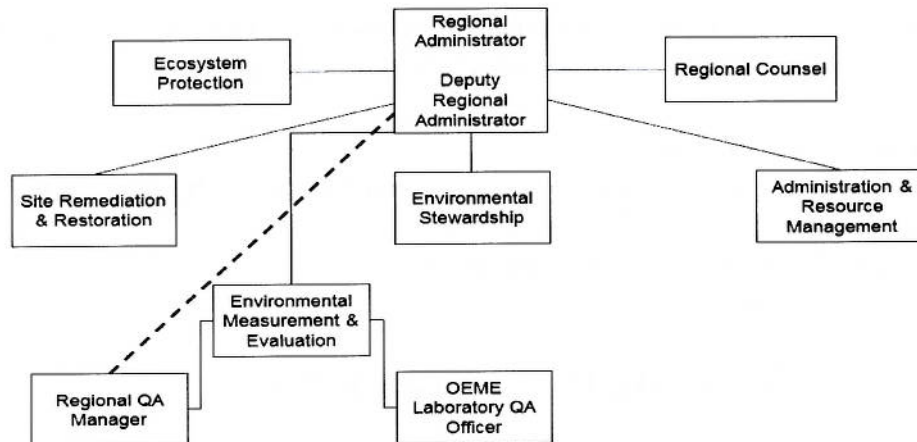 Regional
Administrator
Deputy
Regional
Administrator
Ecosystem
Protection
Regional Counsel
Site Remediation
& Restoration
Environmental
Stewardship
Administration &
Resource
Management
Environmental
Measurement &
Evaluation
Regional QA
Manager
OEME
Laboratory QA
Officer